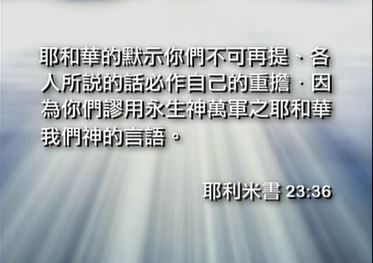 耶和華的默示你們不可再提、各
人所說的話必作自己的重擔．因
為你們謬用永生神萬軍之耶和華
我們神的言語。
耶利米書 23:36